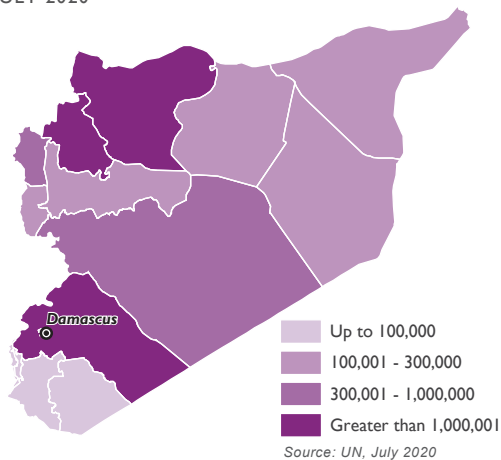 Damascus
Up to 100,000
100,001 - 300,000
300,001 - 1,000,000
Greater than 1,000,001
Source: UN, July 2020